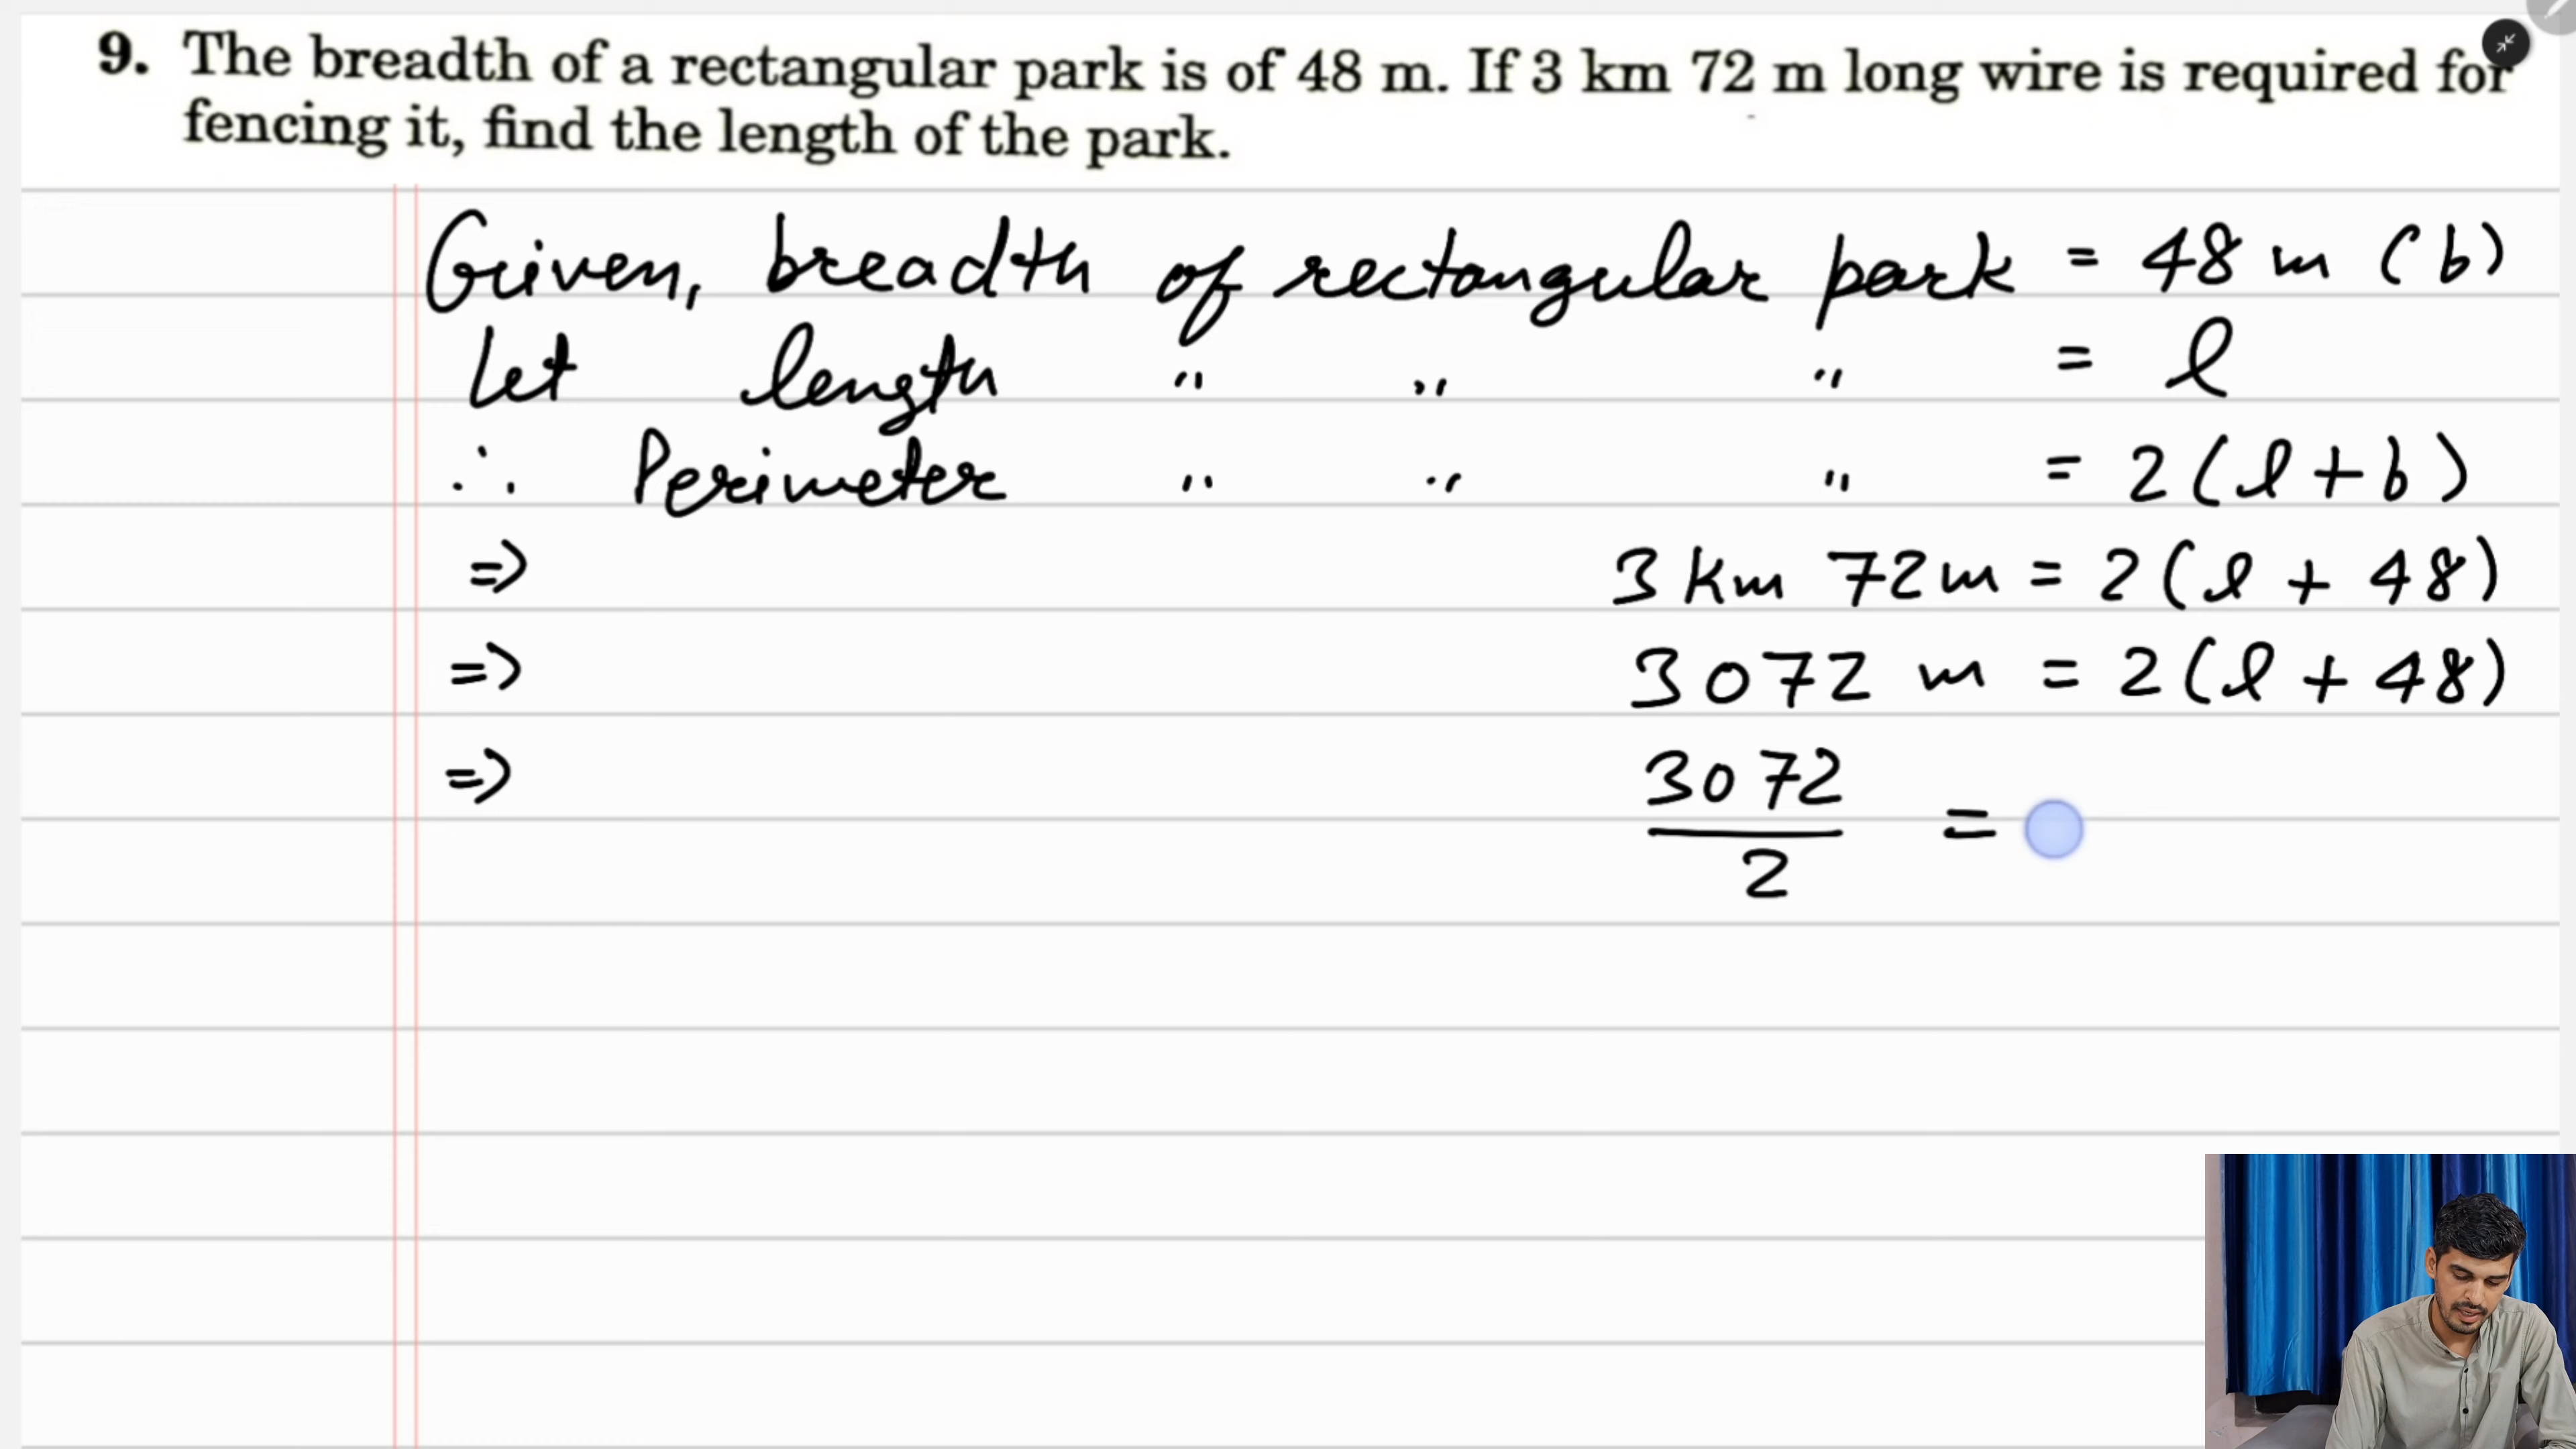 9. The breadth of a rectangular park is of 48 m. If 3 km 72 m long wire is required for
fencing it, find the length of the park.
Given, breadth of rectangular park = 48 m (b)
Let length " " " = l
∴ Perimeter " " " = 2(l+b)
=> 3 km 72m = 2(l + 48)
=> 3072 m = 2(l + 48)
=> 3072
2 =